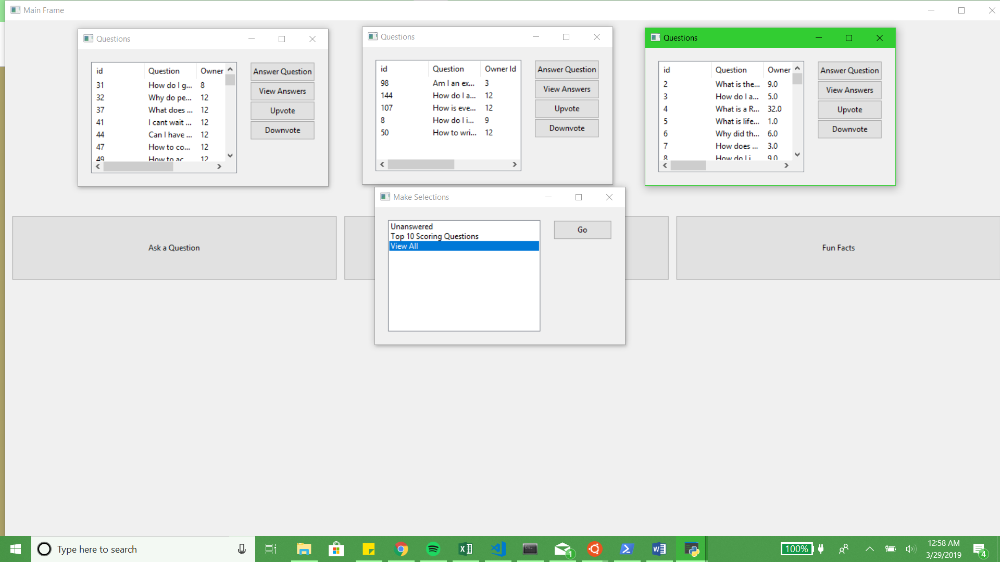 Main Frame
Questions
id Question Owner
31 How do I g... 8
32 Why do pe... 12
37 What does ... 12
41 I cant wait ... 12
44 Can I have ... 12
47 How to co... 12
49 How to ac... 12
Answer Question
View Answers
Upvote
Downvote
Questions
id Question Owner Id
98 Am I an ex... 3
144 How do I a... 12
107 How is eve... 12
8 How do I i... 9
50 How to wri... 12
Answer Question
View Answers
Upvote
Downvote
Questions
id Question Owner
2 What is the... 9.0
3 How do I a... 5.0
4 What is a R... 32.0
5 What is life... 1.0
6 Why did th... 6.0
7 How does ... 3.0
8 How do I i... 9.0
Answer Question
View Answers
Upvote
Downvote
Make Selections
Unanswered
Top 10 Scoring Questions
View All
Go
Ask a Question
Fun Facts
Type here to search
1
100%
12:58 AM
3/29/2019
4